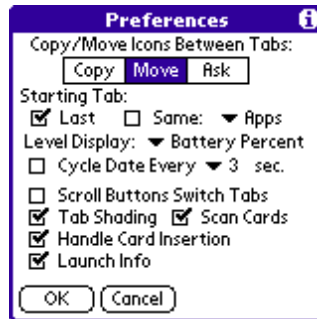 Preferences i
Copy/Move Icons Between Tabs:
Copy Move Ask
Starting Tab:
Last Same: Apps
Level Display: Battery Percent
Cycle Date Every 3 sec.
Scroll Buttons Switch Tabs
Tab Shading Scan Cards
Handle Card Insertion
Launch Info
OK Cancel